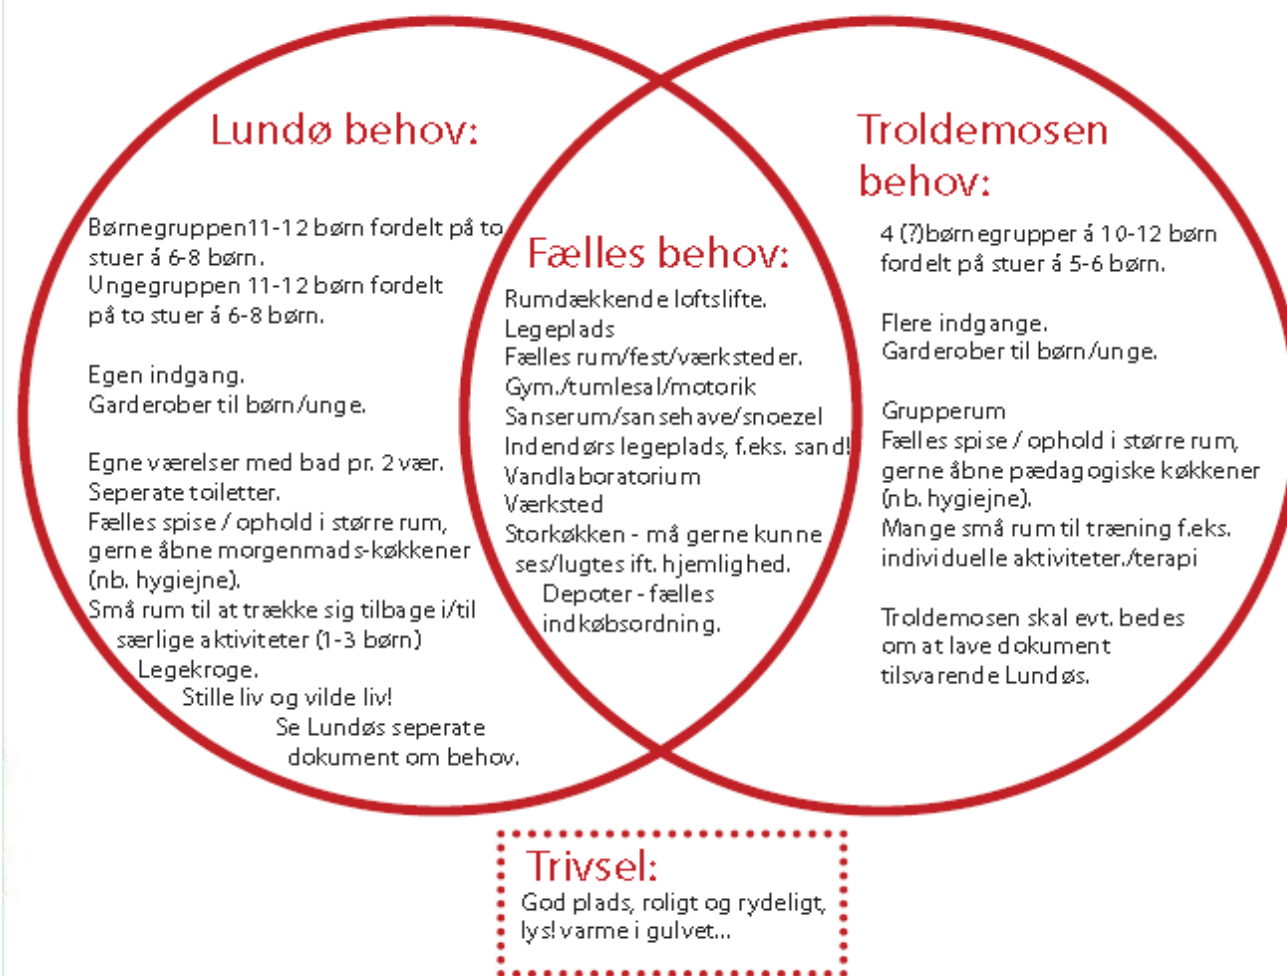 Lundø behov:
Børnegruppen11-12 børn fordelt på to
stuer á 6-8 børn.
Ungegruppen 11-12 børn fordelt
på to stuer á 6-8 børn.
Egen indgang.
Garderober til børn/unge.
Egne værelser med bad pr. 2 vær.
Seperate toiletter.
Fælles spise / ophold i større rum,
gerne åbne morgenmads-køkkener
(nb. hygiejne).
Små rum til at trække sig tilbage i/til
særlige aktiviteter (1-3 børn)
Legekroge.
Stille liv og vilde liv!
Se Lundøs seperate
dokument om behov.
Fælles behov:
Rumdækkende loftslifte.
Legeplads
Fælles rum/fest/værksteder.
Gym./tumlesal/motorik
Sanserum/sansehave/snoezel
Indendørs legeplads, f.eks. sand!
Vandlaboratorium
Værksted
Storkøkken - må gerne kunne
ses/lugtes ift. hjemlighed.
Depoter - fælles
indkøbsordning.
Troldemosen
behov:
4 (?)børnegrupper á 10-12 børn
fordelt på stuer á 5-6 børn.
Flere indgange.
Garderober til børn/unge.
Grupperum
Fælles spise / ophold i større rum,
gerne åbne pædagogiske køkkener
(nb. hygiejne).
Mange små rum til træning f.eks.
individuelle aktiviteter./terapi
Troldemosen skal evt. bedes
om at lave dokument
tilsvarende Lundøs.
Trivsel:
God plads, roligt og rydeligt,
lys! varme i gulvet...